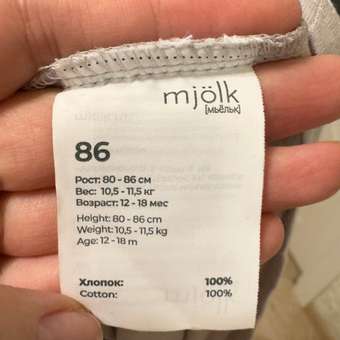 mjölk
[мьёльк]
86
Рост: 80 - 86 см
Вес: 10,5 - 11,5 кг
Возраст: 12 - 18 мес
Height: 80 - 86 cm
Weight: 10,5 - 11,5 kg
Age: 12 - 18 m
Хлопок: 100%
Cotton: 100%